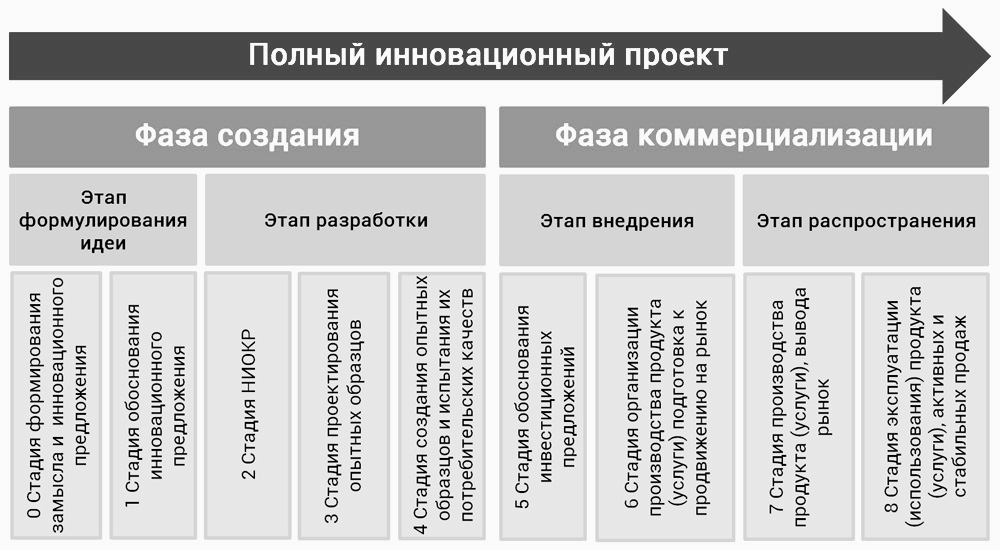 Полный инновационный проект
Фаза создания
Фаза коммерциализации
Этап
формулирования
идеи
Этап разработки
Этап внедрения
Этап распространения
0 Стадия формирования
замысла и инновационного
предложения
1 Стадия обоснования
инновационного
предложения
2 Стадия НИОКР
3 Стадия проектирования
опытных образцов
4 Стадия создания опытных
образцов и испытания их
потребительских качеств
5 Стадия обоснования
инвестиционных
предложений
6 Стадия организации
производства продукта
(услуги) подготовка к
продвижению на рынок
7 Стадия производства
продукта (услуги), вывода
рынок
8 Стадия эксплуатации
(использования) продукта
(услуги), активных и
стабильных продаж